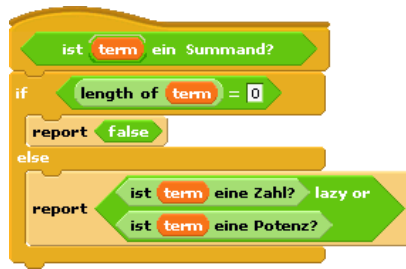 ist term ein Summand?
if length of term = 0
report false
else
ist term eine Zahl? lazy or
report
ist term eine Potenz?